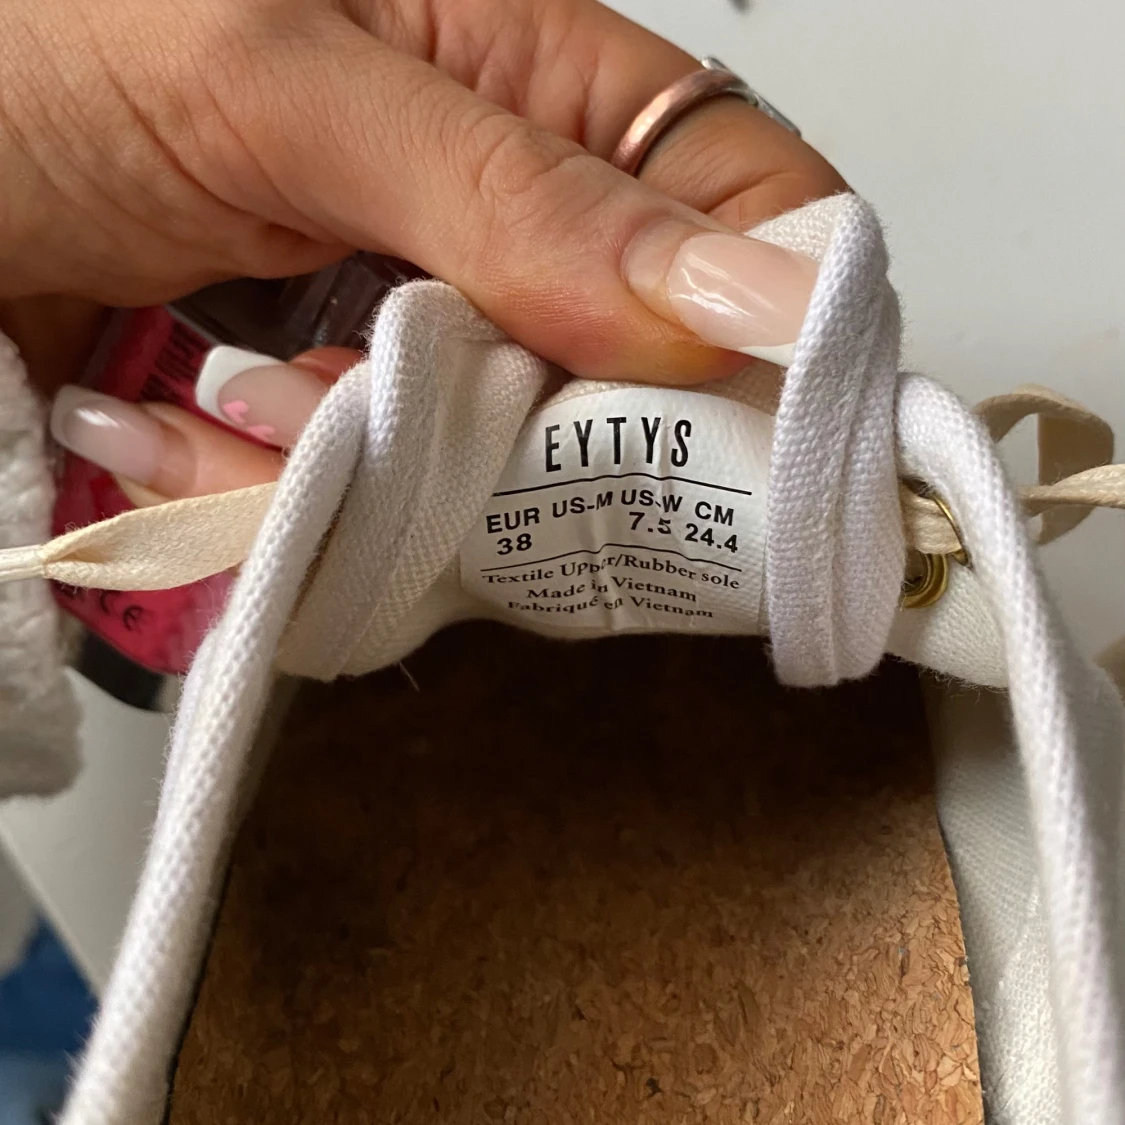 EYTYS
EUR US-M US-W CM
38 7.5 24.4
Textile Upper/Rubber sole
Made in Vietnam
Fabriqué en Vietnam